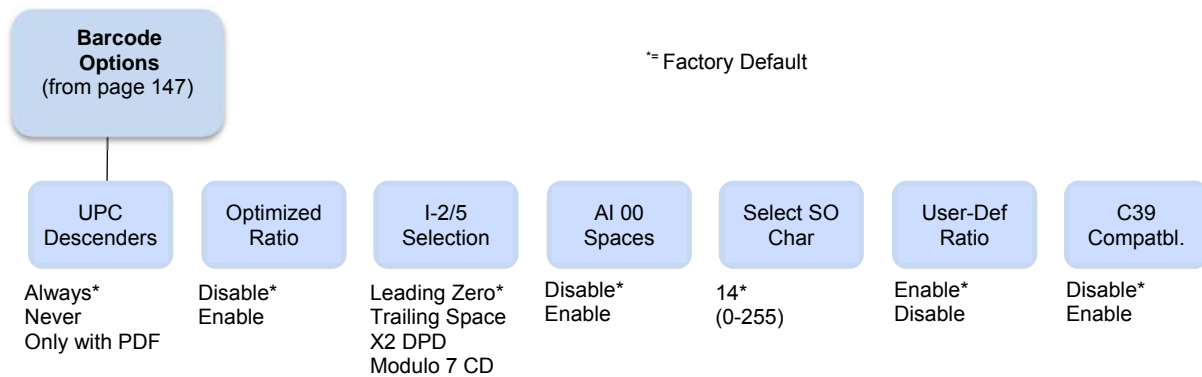 Barcode
Options
(from page 147)
*= Factory Default
UPC
Descenders
Optimized
Ratio
I-2/5
Selection
AI 00
Spaces
Select SO
Char
User-Def
Ratio
C39
Compatbl.
Always*
Never
Only with PDF
Disable*
Enable
Leading Zero*
Trailing Space
X2 DPD
Modulo 7 CD
Disable*
Enable
14*
(0-255)
Enable*
Disable
Disable*
Enable